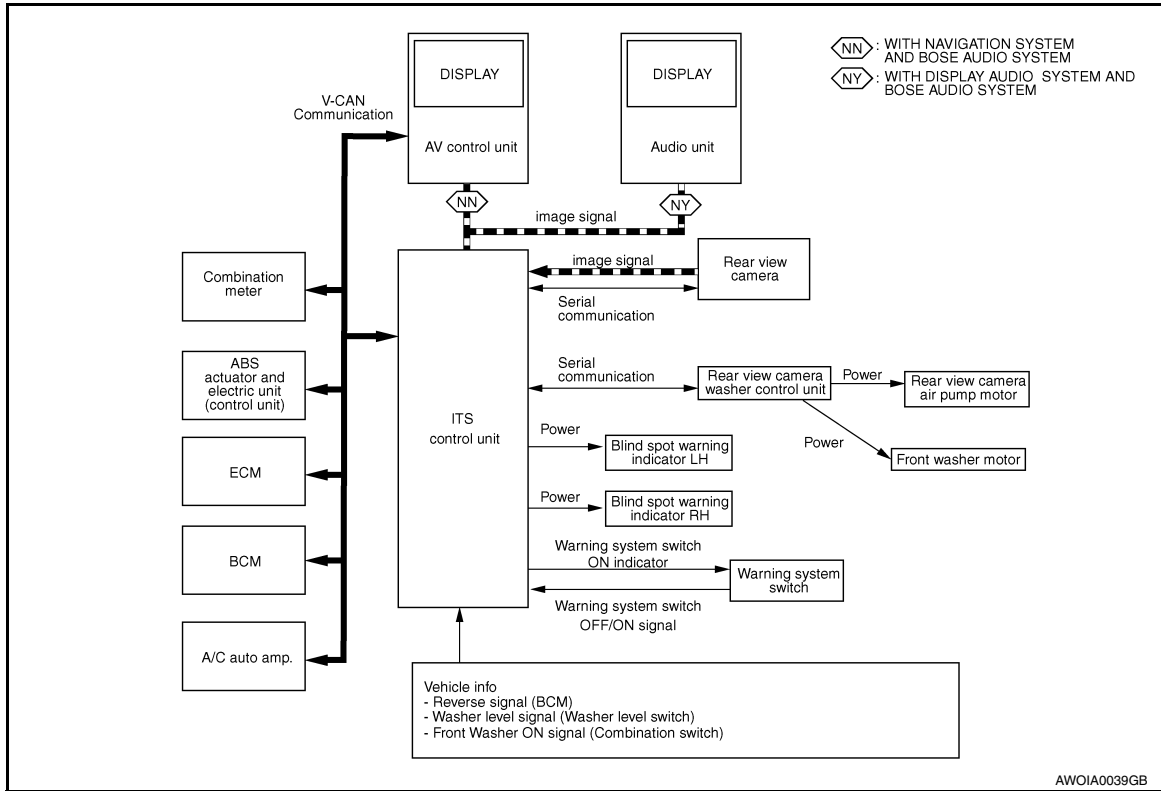 DISPLAY
AV control unit
DISPLAY
Audio unit
NN
: WITH NAVIGATION SYSTEM
AND BOSE AUDIO SYSTEM
NY
: WITH DISPLAY AUDIO SYSTEM AND
BOSE AUDIO SYSTEM
V-CAN
Communication
NN
NY
image signal
image signal
Rear view
camera
Serial
communication
Combination
meter
ABS
actuator and
electric unit
(control unit)
ECM
BCM
A/C auto amp.
ITS
control unit
Serial
communication
Rear view camera
washer control unit
Power
Rear view camera
air pump motor
Power
Front washer motor
Power
Blind spot warning
indicator LH
Power
Blind spot warning
indicator RH
Warning system switch
ON indicator
Warning system
switch
Warning system switch
OFF/ON signal
Vehicle info
- Reverse signal (BCM)
- Washer level signal (Washer level switch)
- Front Washer ON signal (Combination switch)
AWOIA0039GB